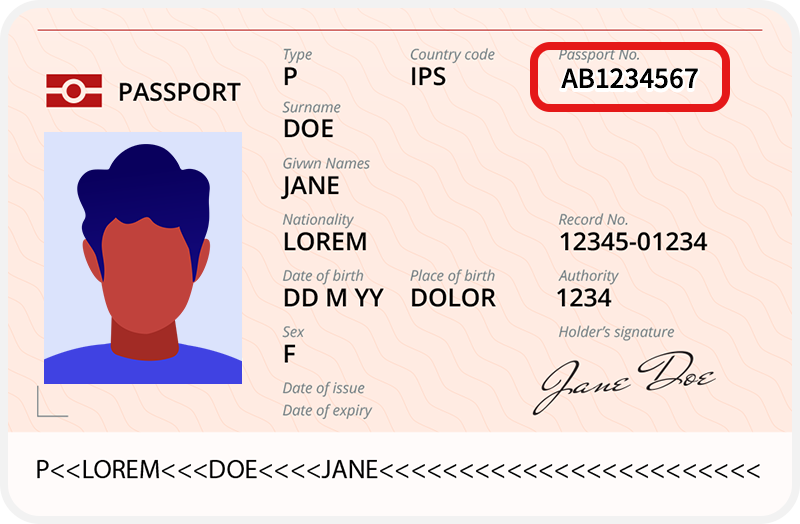 PASSPORT
Type Country code Passport No.
P IPS AB1234567
Surname
DOE
Givwn Names
JANE
Nationality Record No.
LOREM 12345-01234
Date of birth Place of birth Authority
DD M YY DOLOR 1234
Sex Holder's signature
F
Jane Doe
Date of issue
Date of expiry
P<<LOREM<<<DOE<<<<JANE<<<<<<<<<<<<<<<<<<<<<<<<